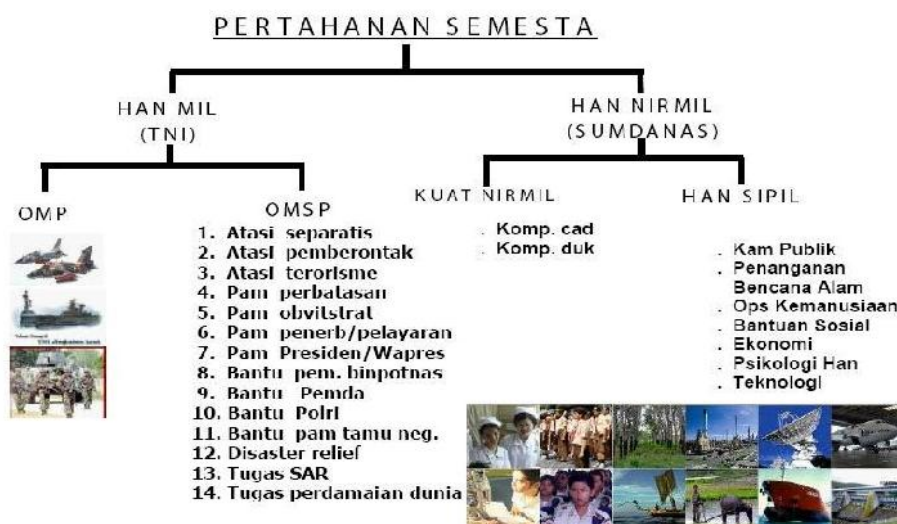 PERTAHANAN SEMESTA
HAN MIL
(TNI)
HAN NIRMIL
(SUMDANAS)
OMP
OMSP
1. Atasi separatis
2. Atasi pemberontak
3. Atasi terorisme
4. Pam perbatasan
5. Pam obvitstrat
6. Pam penerb/pelayaran
7. Pam Presiden/Wapres
8. Bantu pem. binpotnas
9. Bantu Pemda
10. Bantu Polri
11. Bantu pam tamu neg.
12. Disaster relief
13. Tugas SAR
14. Tugas perdamaian dunia
KUAT NIRMIL
. Komp. cad
. Komp. duk
HAN SIPIL
. Kam Publik
. Penanganan
Bencana Alam
. Ops Kemanusiaan
. Bantuan Sosial
. Ekonomi
. Psikologi Han
. Teknologi